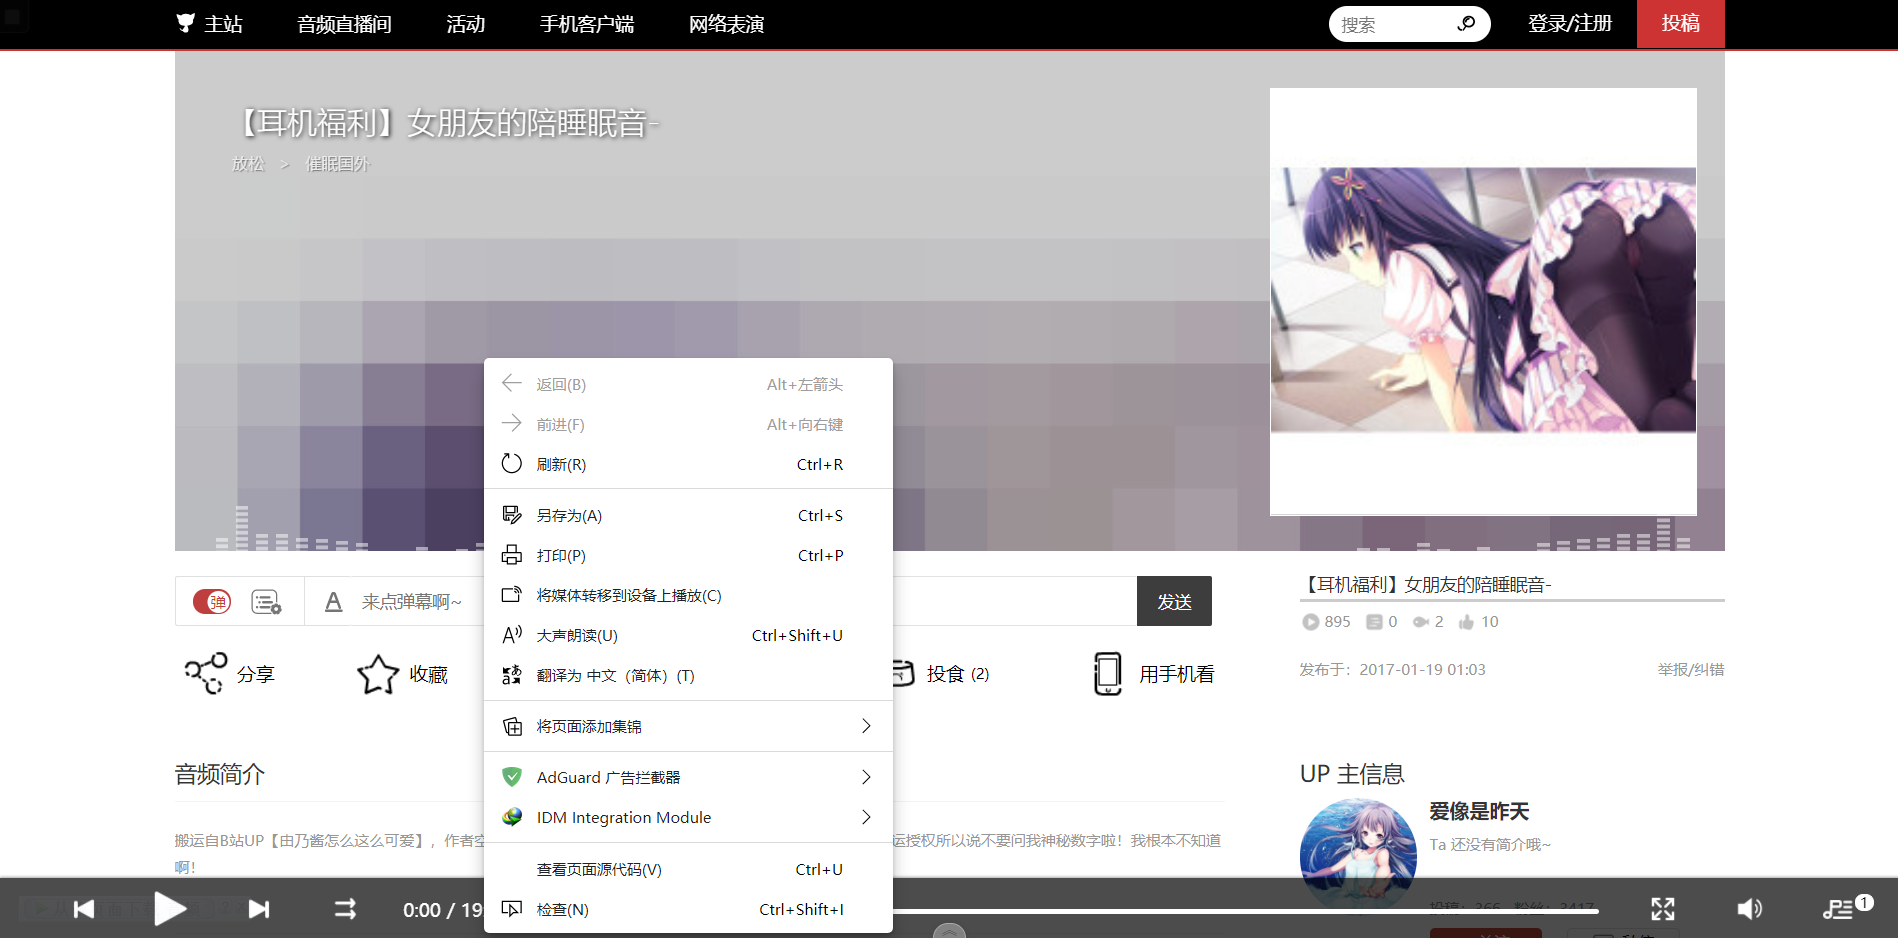 主站 音频直播间 活动 手机客户端 网络表演 搜索 登录/注册 投稿
【耳机福利】女朋友的陪睡眠音-
放松 > 催眠国外
返回(B) Alt+左箭头
前进(F) Alt+向右键
刷新(R) Ctrl+R
另存为(A) Ctrl+S
打印(P) Ctrl+P
将媒体转移到设备上播放(C)
大声朗读(U) Ctrl+Shift+U
翻译为 中文（简体）(T)
将页面添加集锦
AdGuard 广告拦截器
IDM Integration Module
查看页面源代码(V) Ctrl+U
检查(N) Ctrl+Shift+I
弹 来点弹幕啊~ 发送
分享 收藏 投食 (2) 用手机看
【耳机福利】女朋友的陪睡眠音-
895 0 2 10
发布于：2017-01-19 01:03 举报/纠错
音频简介
搬运自B站UP【由乃酱怎么这么可爱】，作者空 运授权所以说不要问我神秘数字啦！我根本不知道
啊！
UP 主信息
爱像是昨天
Ta 还没有简介哦~
投稿：366 粉丝：3417
0:00 / 19: 1